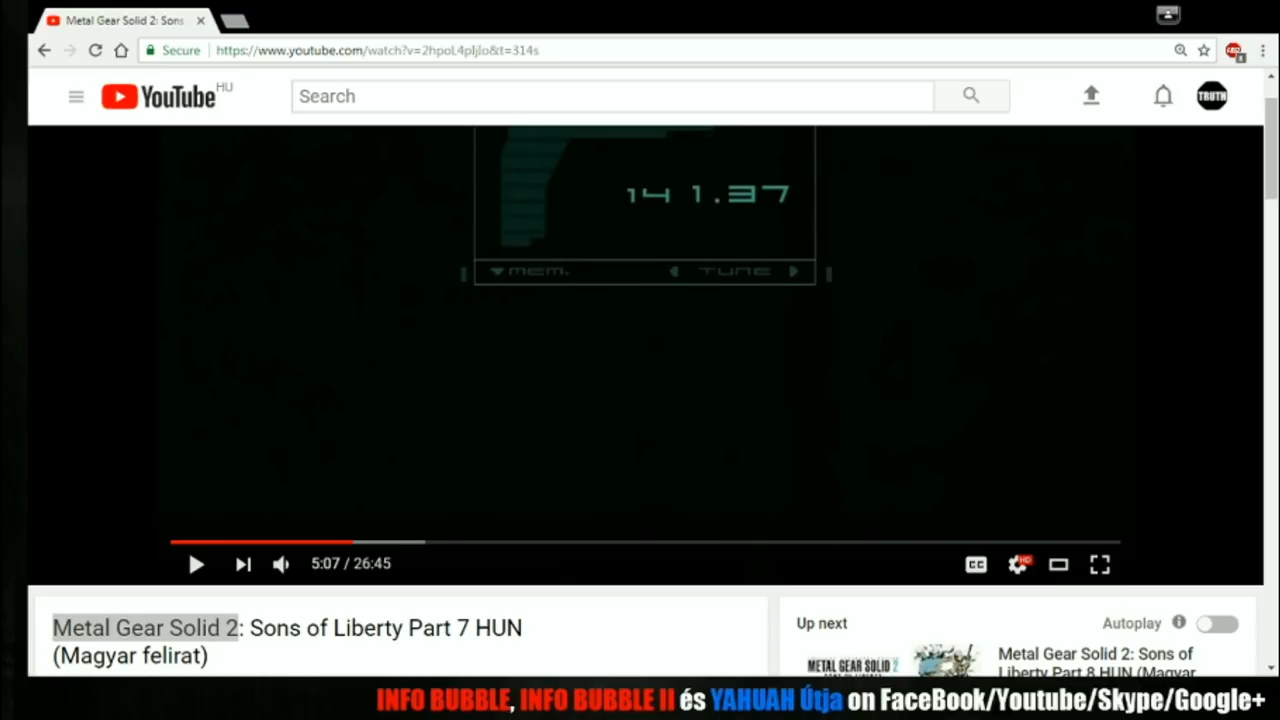 Metal Gear Solid 2: Sons
Secure
https://www.youtube.com/watch?v=2hpoL4pIjlo&t=314s
YouTube HU
Search
TRUTH
141.37
MEM.
TUNE
5:07 / 26:45
CC
HD
Metal Gear Solid 2: Sons of Liberty Part 7 HUN
(Magyar felirat)
Up next
Autoplay
METAL GEAR SOLID 2
Metal Gear Solid 2: Sons of
Liberty Part 8 HUN (Magyar
INFO BUBBLE, INFO BUBBLE II és YAHUAH Útja on FaceBook/Youtube/Skype/Google+